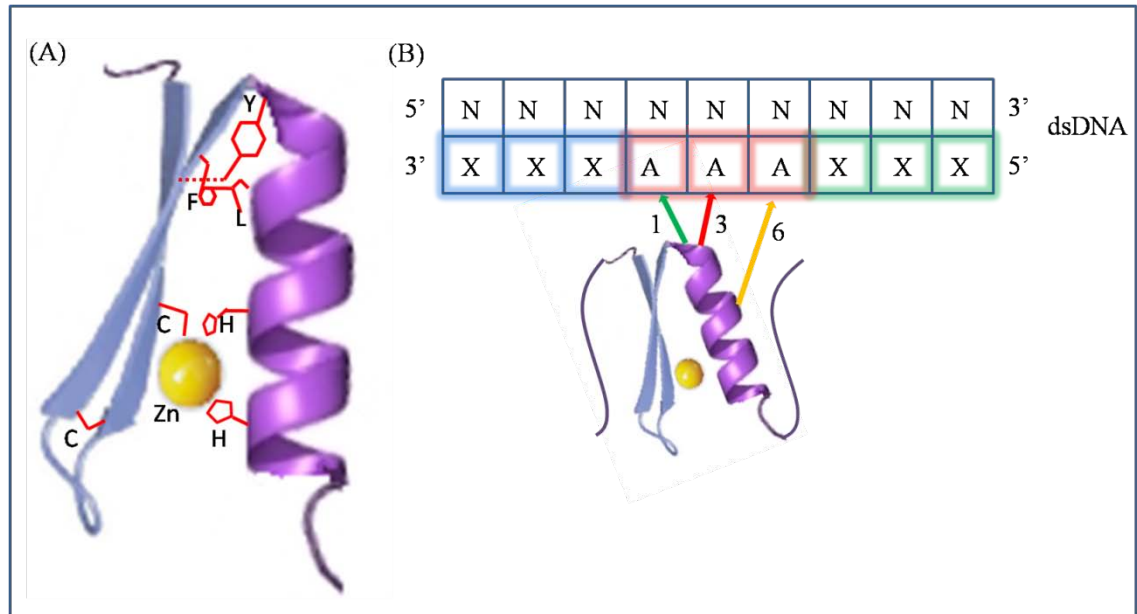 (A)
Y
F
L
C
H
Zn
C
H
(B)
5’ N N N N N N N N N 3’
dsDNA
3’ X X X A A A X X X 5’
1 3 6